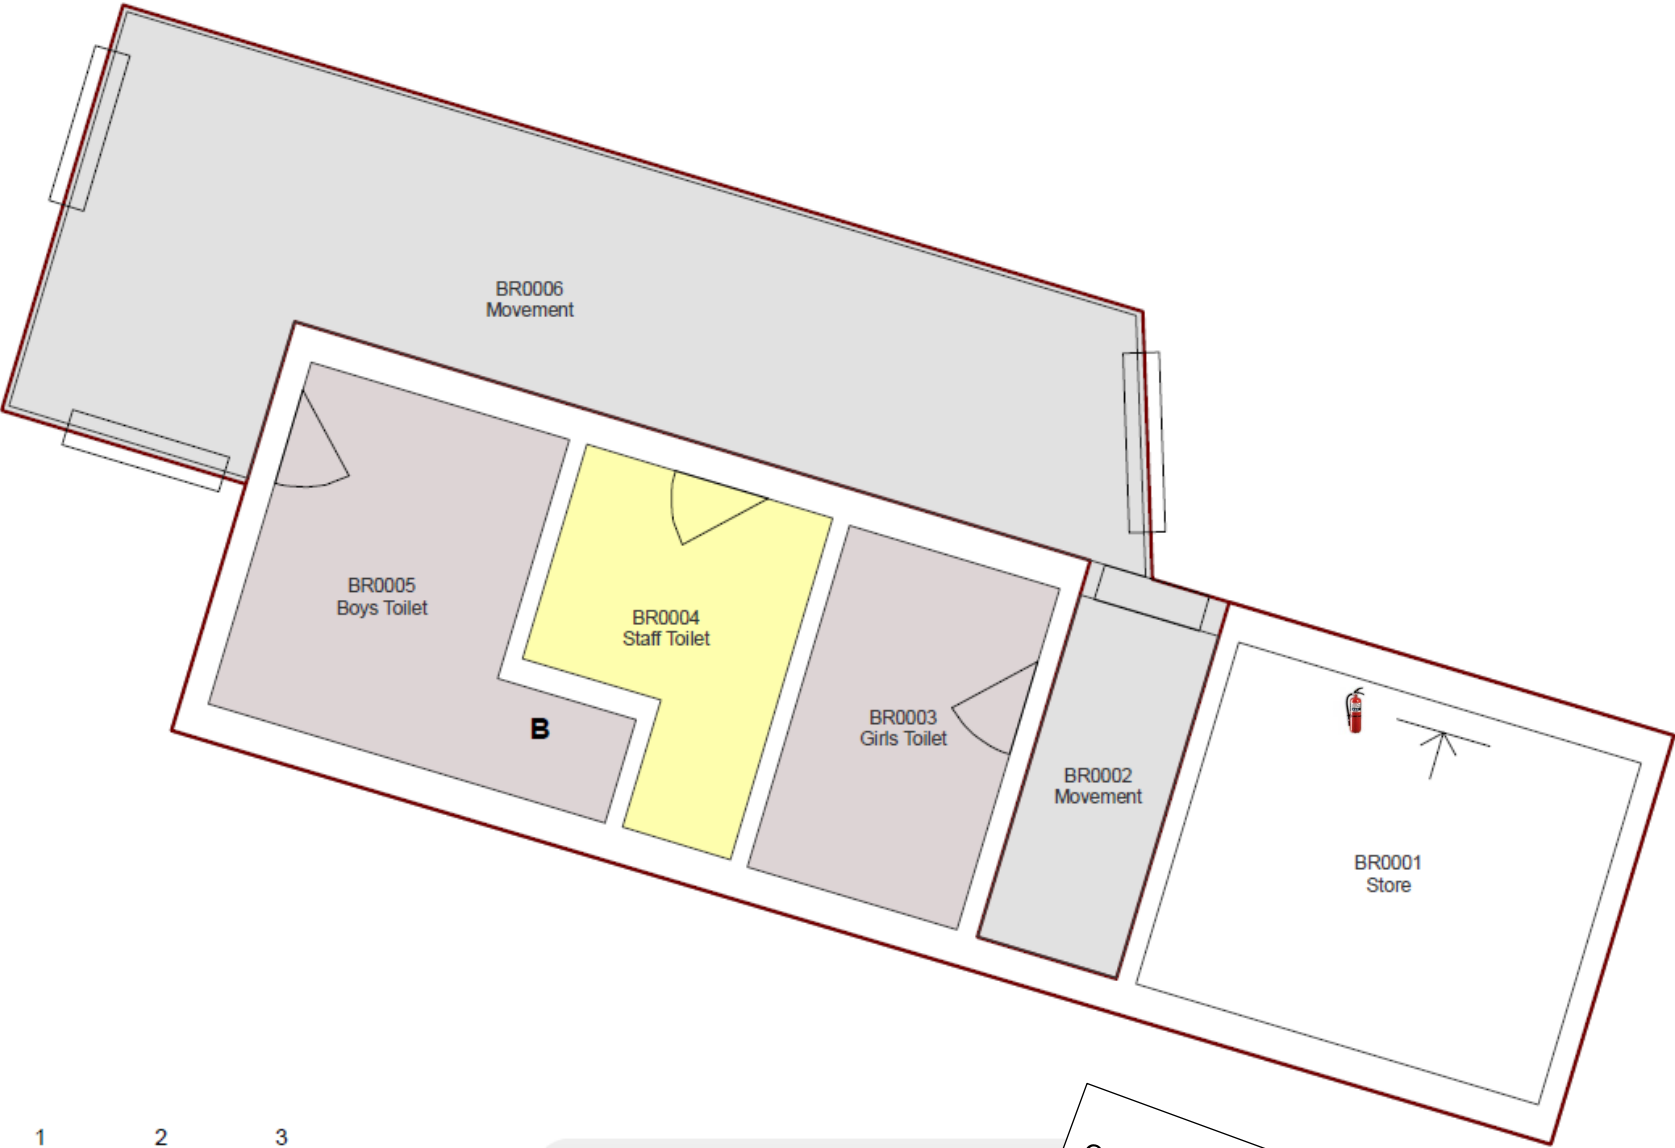 BR0006
Movement
BR0005
Boys Toilet
BR0004
Staff Toilet
B
BR0003
Girls Toilet
BR0002
Movement
BR0001
Store
1 2 3